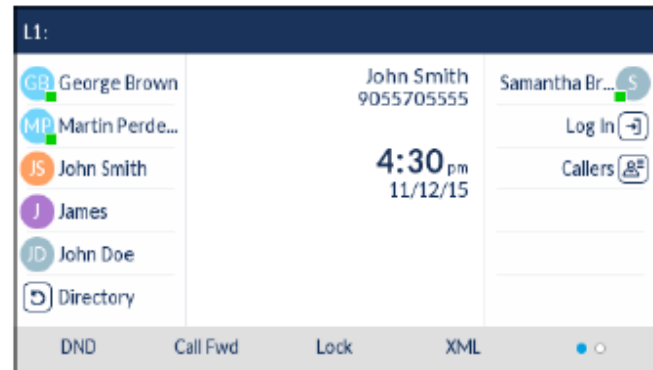 L1:
GB George Brown
MP Martin Perde...
JS John Smith
J James
JD John Doe
Directory
John Smith
9055705555
4:30 pm
11/12/15
Samantha Br... S
Log In
Callers
DND Call Fwd Lock XML